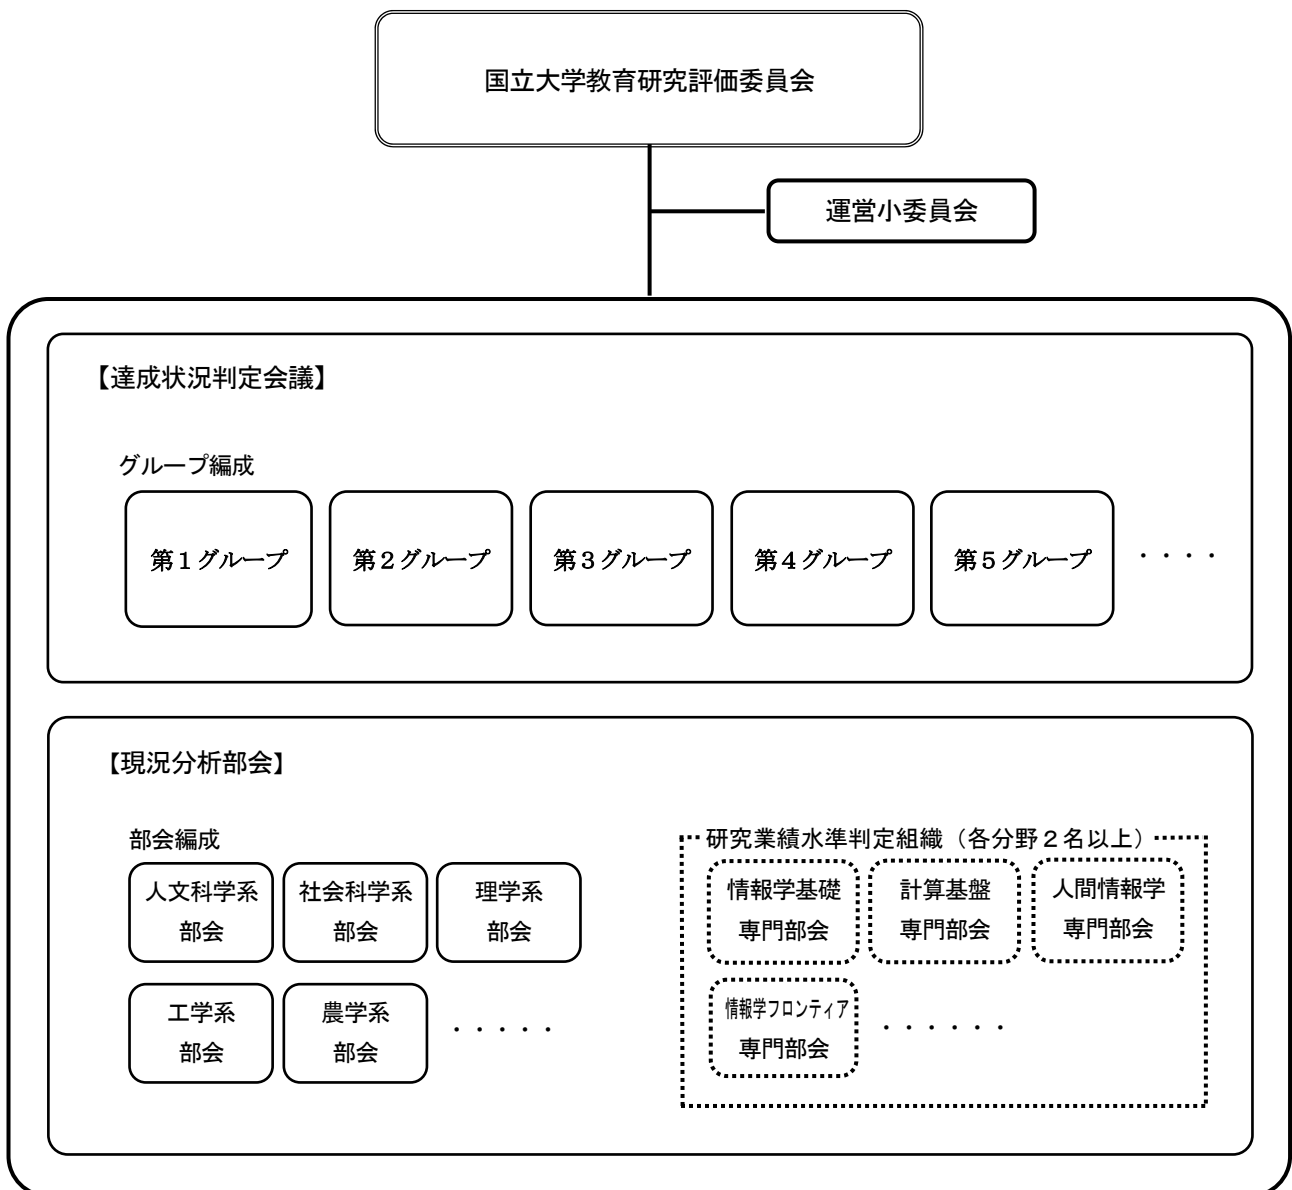 国立大学教育研究評価委員会
運営小委員会
【達成状況判定会議】
グループ編成
第１グループ
第２グループ
第３グループ
第４グループ
第５グループ
・・・・
【現況分析部会】
部会編成
人文科学系
部会
社会科学系
部会
理学系
部会
工学系
部会
農学系
部会
・・・・・
研究業績水準判定組織（各分野２名以上）
情報学基礎
専門部会
計算基盤
専門部会
人間情報学
専門部会
情報学フロンティア
専門部会
・・・・・・